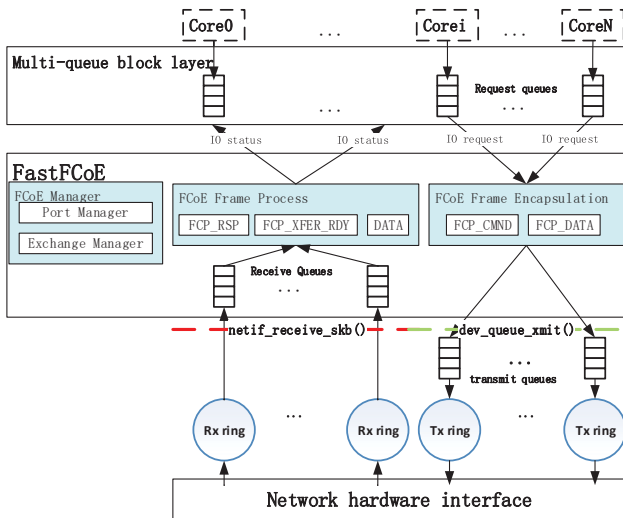 Core0 ... Corei ... CoreN
Multi-queue block layer
Request queues
... ...
IO status IO status IO request IO request
FastFCoE
FCoE Manager
Port Manager
Exchange Manager
FCoE Frame Process
FCP_RSP FCP_XFER_RDY DATA
FCoE Frame Encapsulation
FCP_CMND FCP_DATA
Receive Queues
...
netif_receive_skb() dev_queue_xmit()
...
transmit queues
... ...
Rx ring Rx ring Tx ring Tx ring
Network hardware interface